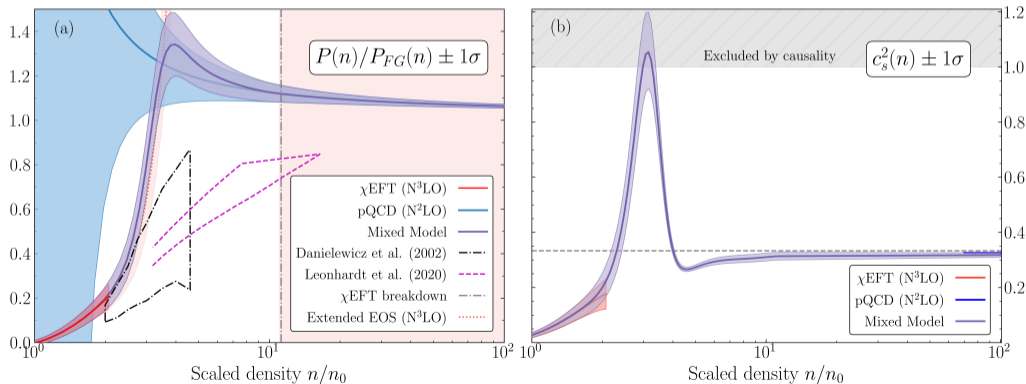 (a)
P(n)/P_{FG}(n) ± 1σ
1.4
1.2
1.0
0.8
0.6
0.4
0.2
0.0
χEFT (N³LO)
pQCD (N²LO)
Mixed Model
Danielewicz et al. (2002)
Leonhardt et al. (2020)
χEFT breakdown
Extended EOS (N³LO)
10⁰
10¹
10²
Scaled density n/n₀
(b)
Excluded by causality
c_s²(n) ± 1σ
1.2
1.0
0.8
0.6
0.4
0.2
χEFT (N³LO)
pQCD (N²LO)
Mixed Model
10⁰
10¹
10²
Scaled density n/n₀